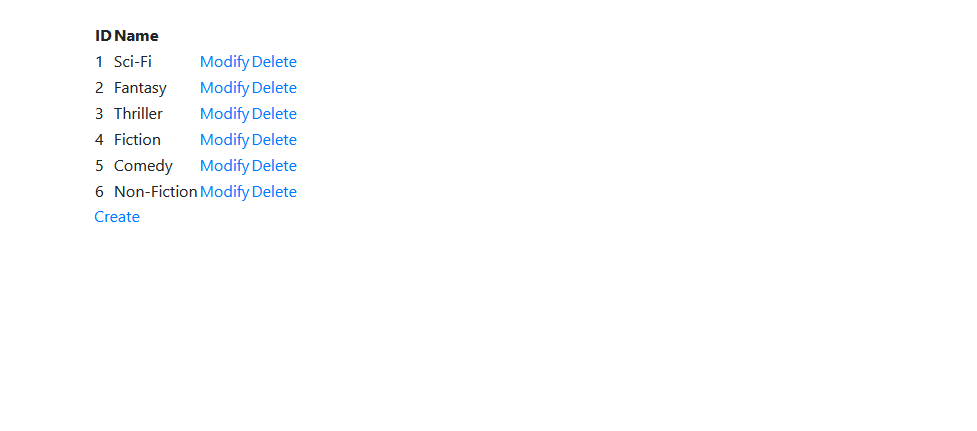 ID Name
1 Sci-Fi Modify Delete
2 Fantasy Modify Delete
3 Thriller Modify Delete
4 Fiction Modify Delete
5 Comedy Modify Delete
6 Non-Fiction Modify Delete
Create